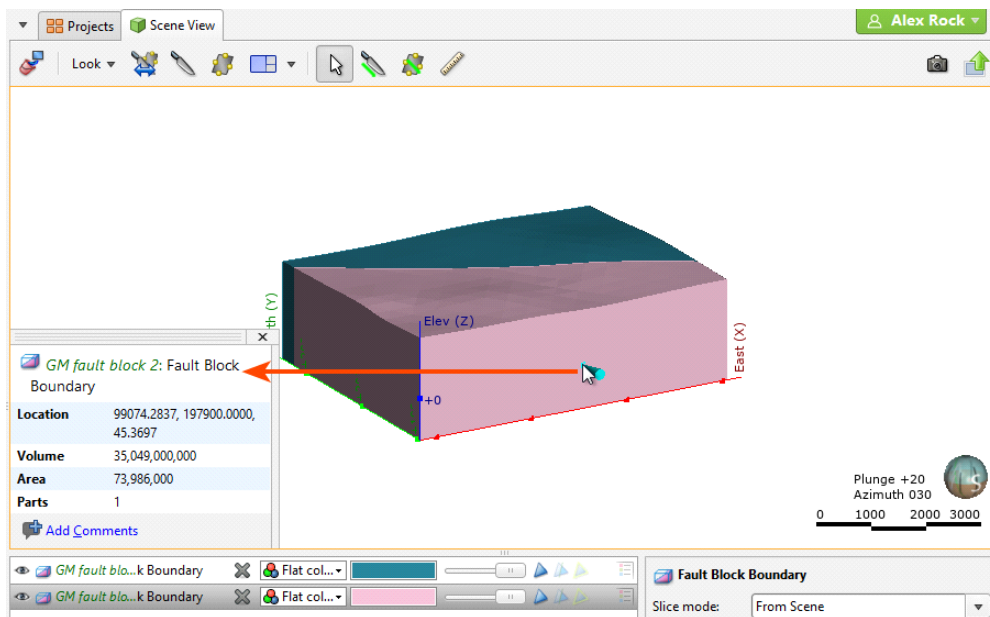 Projects
Scene View
Alex Rock
Look
th (Y)
Elev (Z)
East (X)
+0
GM fault block 2: Fault Block
Boundary
Location 99074.2837, 197900.0000,
45.3697
Volume 35,049,000,000
Area 73,986,000
Parts 1
Add Comments
S
Plunge +20
Azimuth 030
0 1000 2000 3000
GM fault blo...k Boundary Flat col...
GM fault blo...k Boundary Flat col...
Fault Block Boundary
Slice mode: From Scene